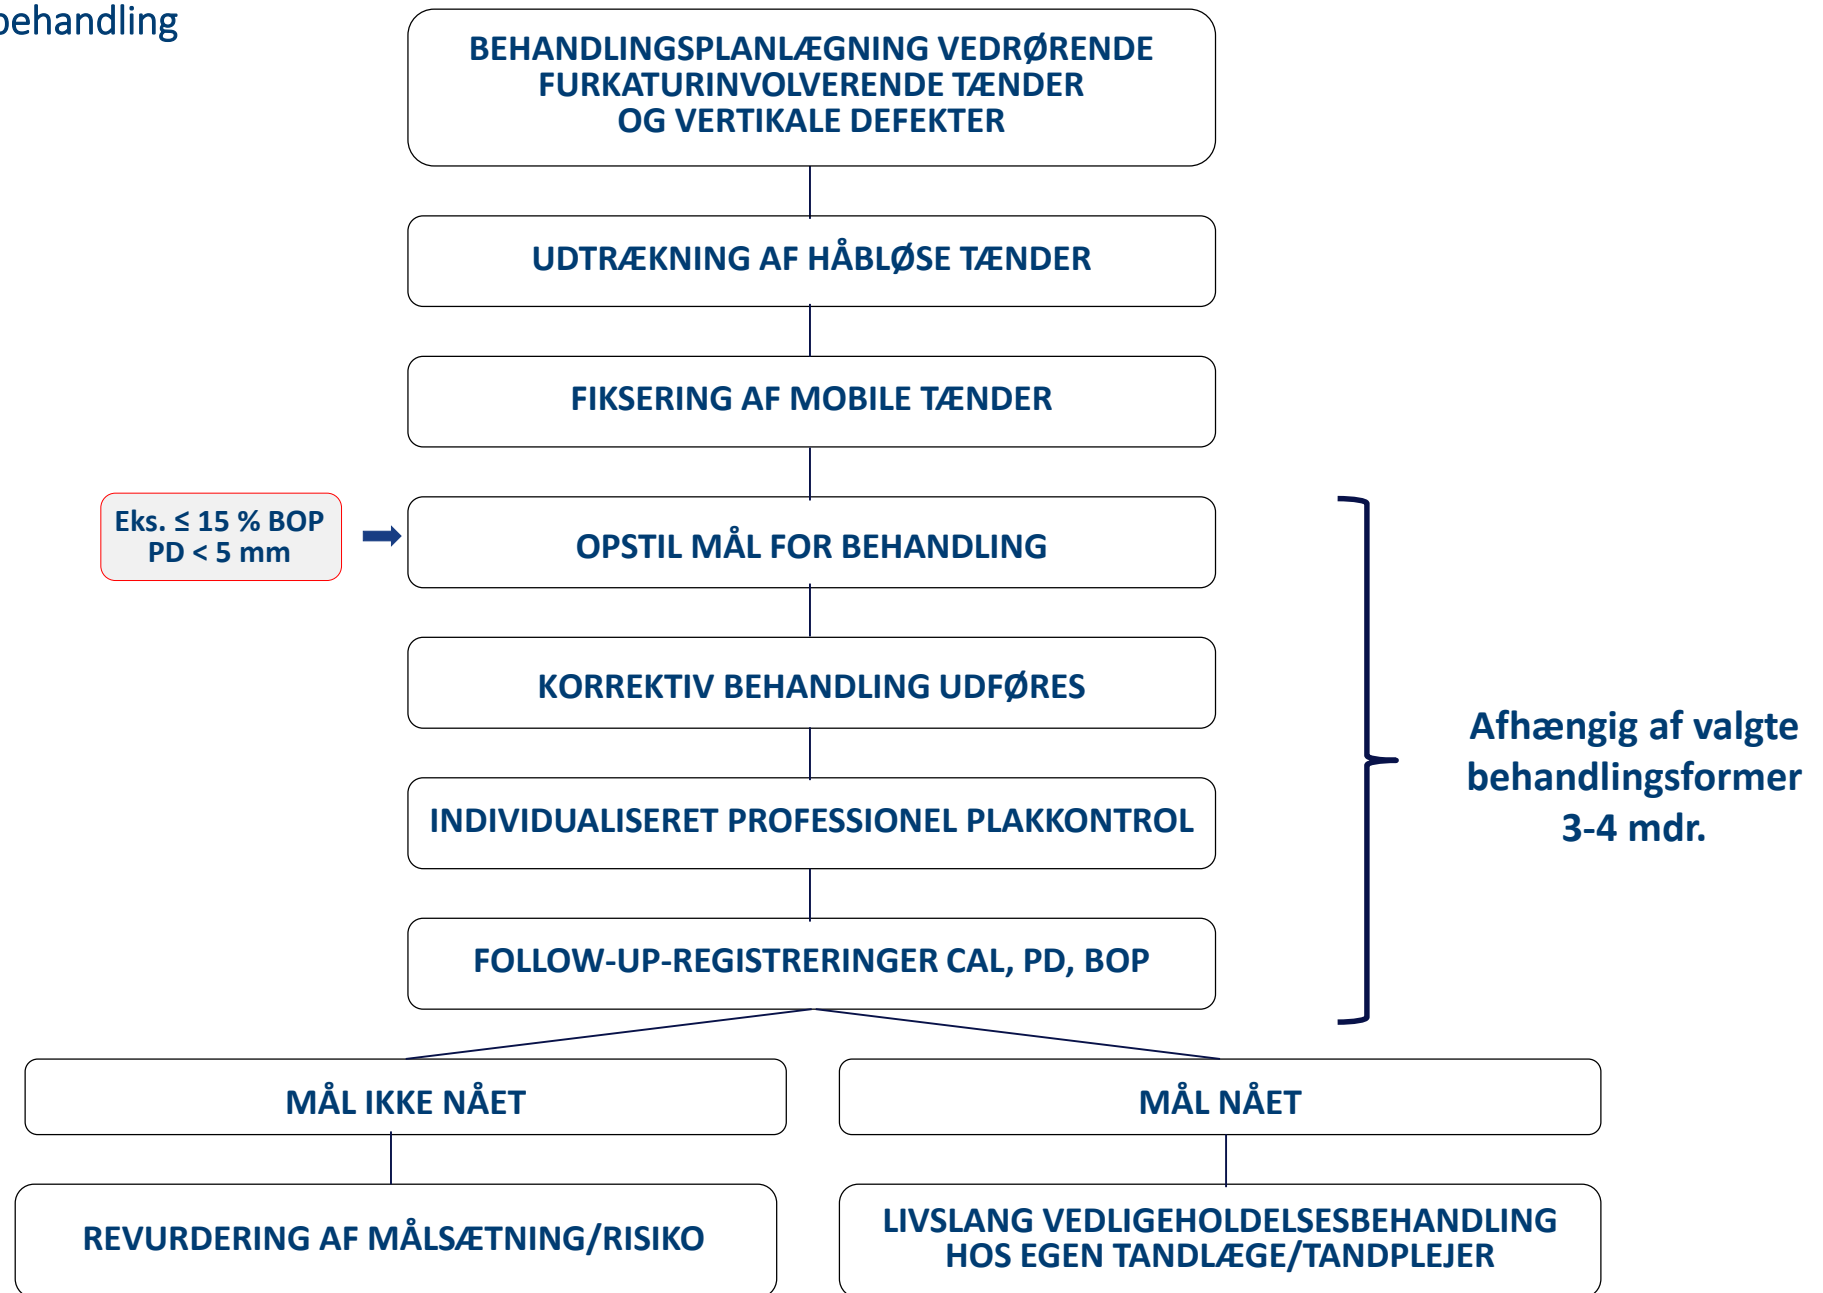 behandling
BEHANDLINGSPLANLÆGNING VEDRØRENDE
FURKATURINVOLVERENDE TÆNDER
OG VERTIKALE DEFEKTER
UDTRÆKNING AF HÅBLØSE TÆNDER
FIKSERING AF MOBILE TÆNDER
Eks. ≤ 15 % BOP
PD < 5 mm
OPSTIL MÅL FOR BEHANDLING
KORREKTIV BEHANDLING UDFØRES
Afhængig af valgte
behandlingsformer
3-4 mdr.
INDIVIDUALISERET PROFESSIONEL PLAKKONTROL
FOLLOW-UP-REGISTRERINGER CAL, PD, BOP
MÅL IKKE NÅET
MÅL NÅET
REVURDERING AF MÅLSÆTNING/RISIKO
LIVSLANG VEDLIGEHOLDELSESBEHANDLING
HOS EGEN TANDLÆGE/TANDPLEJER